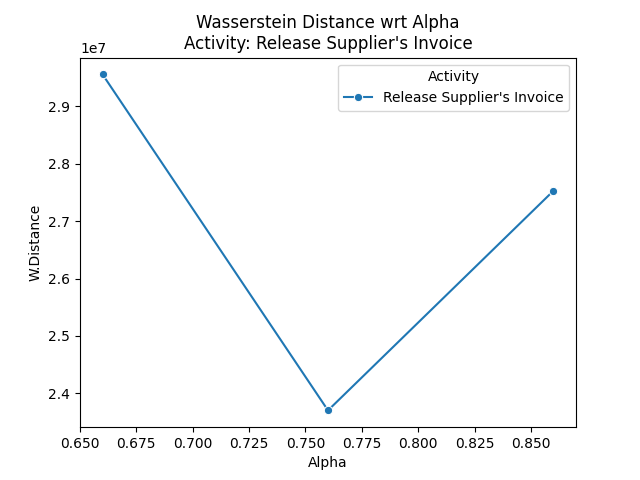 Wasserstein Distance wrt Alpha
Activity: Release Supplier's Invoice
1e7
Activity
Release Supplier's Invoice
2.9
2.8
2.7
2.6
2.5
2.4
W.Distance
0.650 0.675 0.700 0.725 0.750 0.775 0.800 0.825 0.850
Alpha